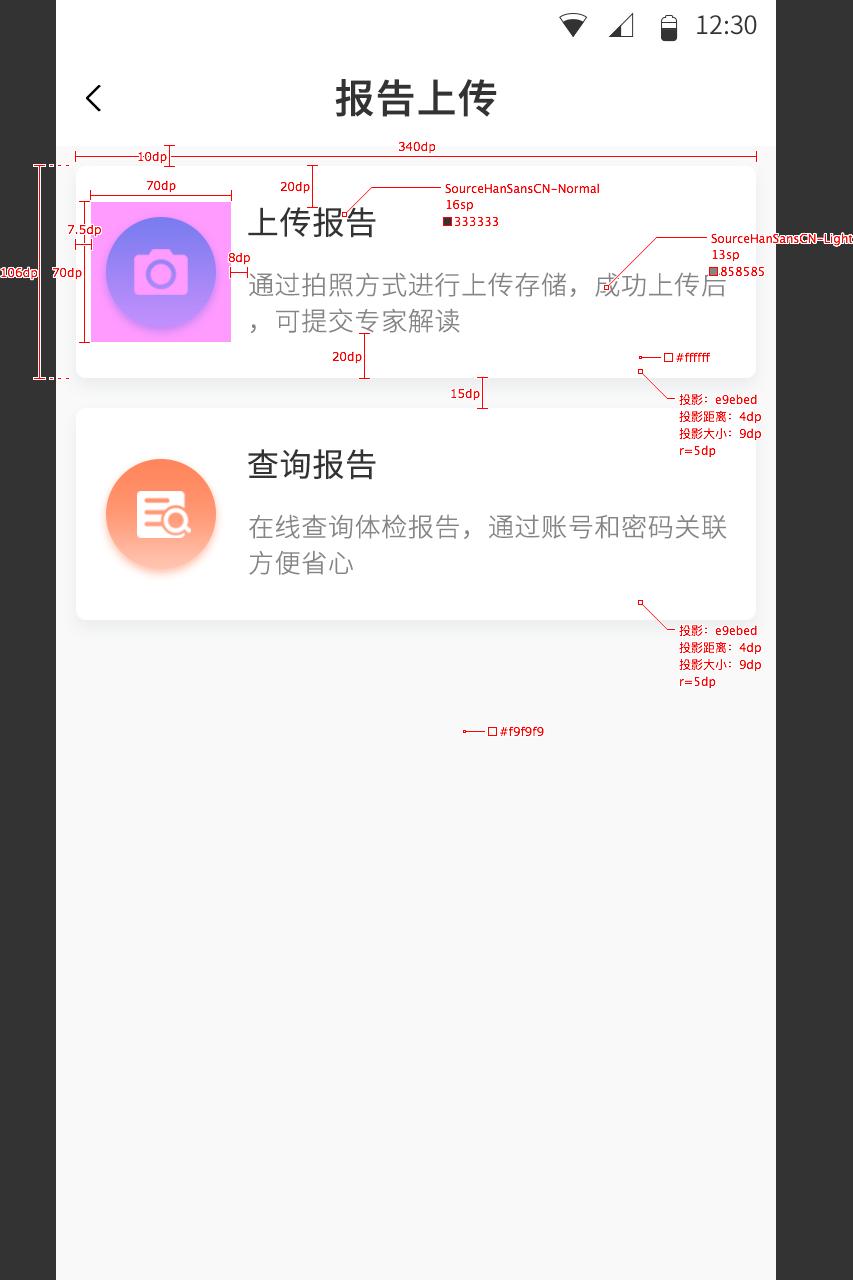 12:30
报告上传
340dp
10dp
70dp
20dp
SourceHanSansCN-Normal
16sp
333333
上传报告
7.5dp
SourceHanSansCN-Light
13sp
858585
8dp
106dp
70dp
通过拍照方式进行上传存储，成功上传后
，可提交专家解读
20dp
#ffffff
15dp
投影：e9ebed
投影距离：4dp
投影大小：9dp
r=5dp
查询报告
在线查询体检报告，通过账号和密码关联
方便省心
投影：e9ebed
投影距离：4dp
投影大小：9dp
r=5dp
#f9f9f9